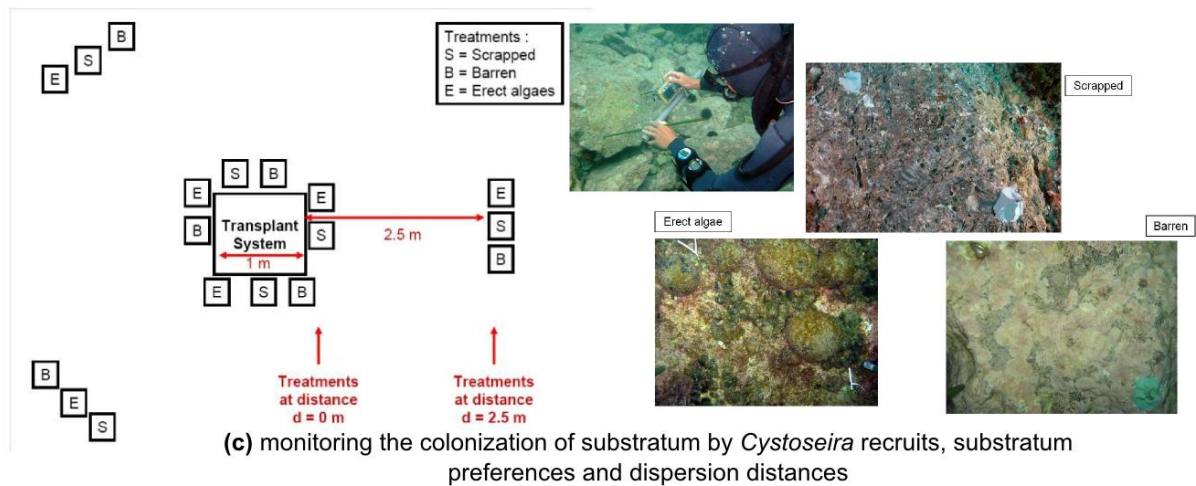 B
S
E
Treatments :
S = Scrapped
B = Barren
E = Erect algaes
Scrapped
S B
E E
B S
Transplant
System
1 m
E S B
2.5 m
E
S
B
Erect algae
Barren
B
E
S
Treatments
at distance
d = 0 m
Treatments
at distance
d = 2.5 m
(c) monitoring the colonization of substratum by Cystoseira recruits, substratum
preferences and dispersion distances